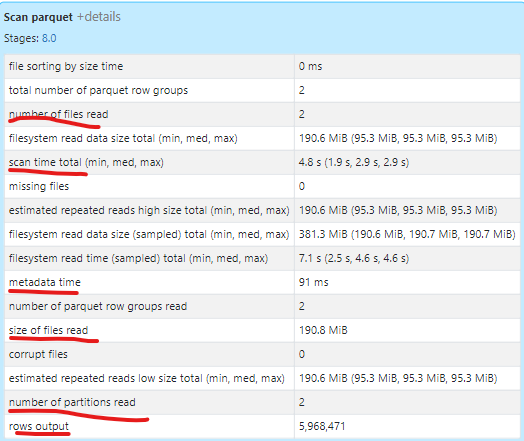 Scan parquet +details
Stages: 8.0
file sorting by size time 0 ms
total number of parquet row groups 2
number of files read 2
filesystem read data size total (min, med, max) 190.6 MiB (95.3 MiB, 95.3 MiB, 95.3 MiB)
scan time total (min, med, max) 4.8 s (1.9 s, 2.9 s, 2.9 s)
missing files 0
estimated repeated reads high size total (min, med, max) 190.6 MiB (95.3 MiB, 95.3 MiB, 95.3 MiB)
filesystem read data size (sampled) total (min, med, max) 381.3 MiB (190.6 MiB, 190.7 MiB, 190.7 MiB)
filesystem read time (sampled) total (min, med, max) 7.1 s (2.5 s, 4.6 s, 4.6 s)
metadata time 91 ms
number of parquet row groups read 2
size of files read 190.8 MiB
corrupt files 0
estimated repeated reads low size total (min, med, max) 190.6 MiB (95.3 MiB, 95.3 MiB, 95.3 MiB)
number of partitions read 2
rows output 5,968,471